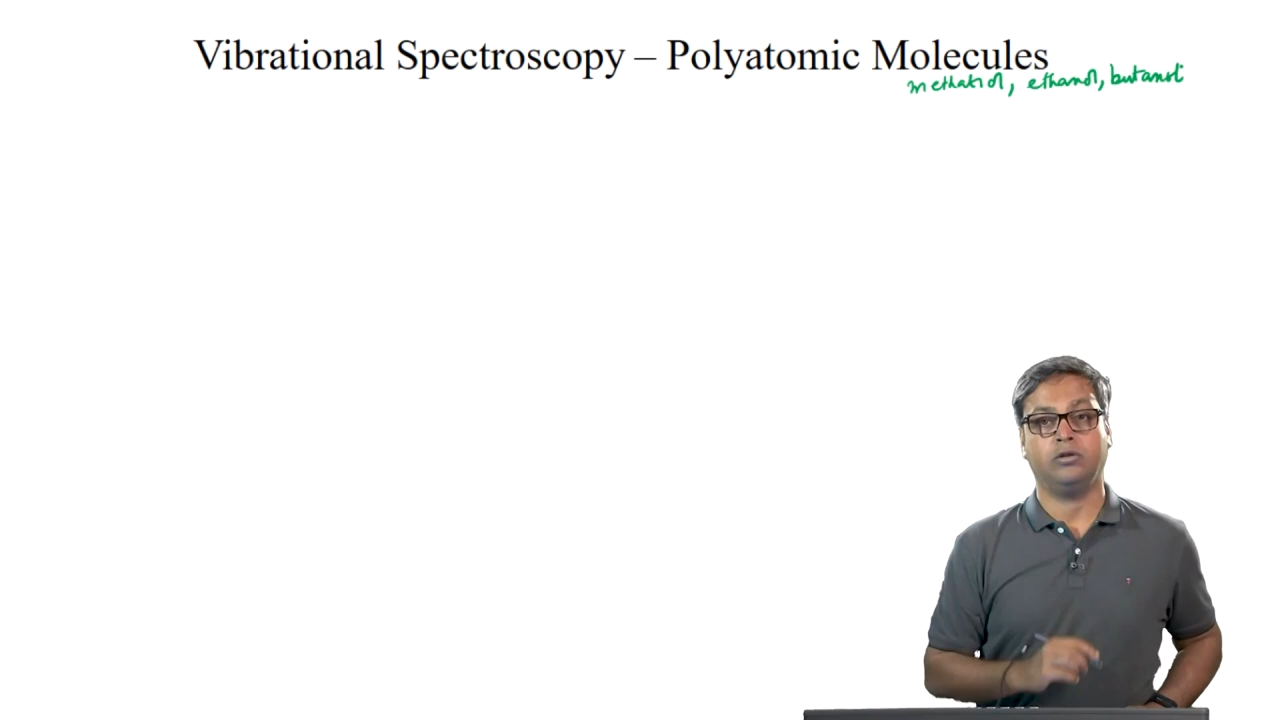 Vibrational Spectroscopy – Polyatomic Molecules
methanol, ethanol, butanol